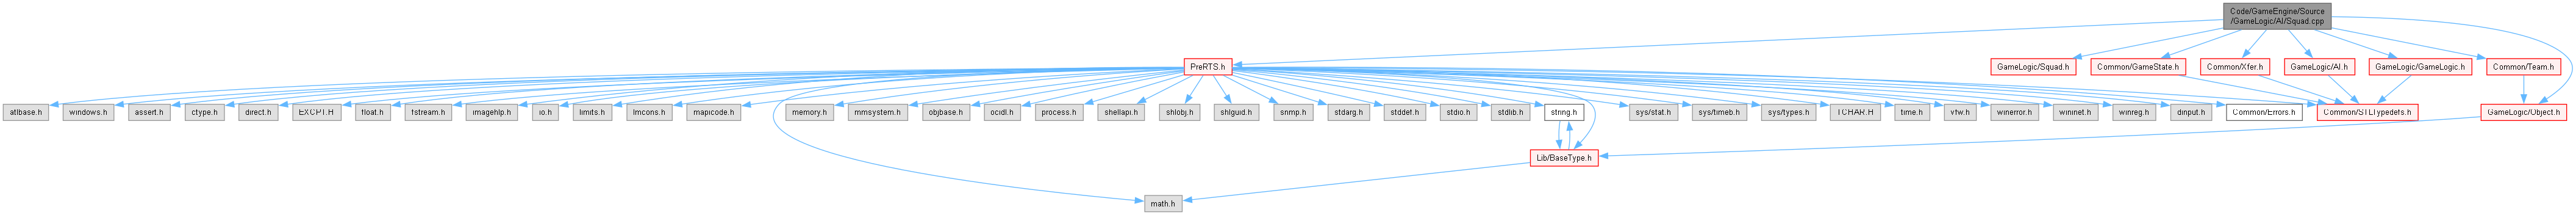 Code/GameEngine/Source
/GameLogic/AI/Squad.cpp
PreRTS.h
GameLogic/Squad.h
Common/GameState.h
Common/Xfer.h
GameLogic/AI.h
GameLogic/GameLogic.h
Common/Team.h
atlbase.h
windows.h
assert.h
ctype.h
direct.h
EXCPT.H
float.h
fstream.h
imagehlp.h
io.h
limits.h
lmcons.h
mapicode.h
memory.h
mmsystem.h
objbase.h
ocidl.h
process.h
shellapi.h
shlobj.h
shlguid.h
snmp.h
stdarg.h
stddef.h
stdio.h
stdlib.h
string.h
sys/stat.h
sys/timeb.h
sys/types.h
TCHAR.H
time.h
vfw.h
winerror.h
wininet.h
winreg.h
dinput.h
Common/Errors.h
Common/STLTypedefs.h
GameLogic/Object.h
Lib/BaseType.h
math.h